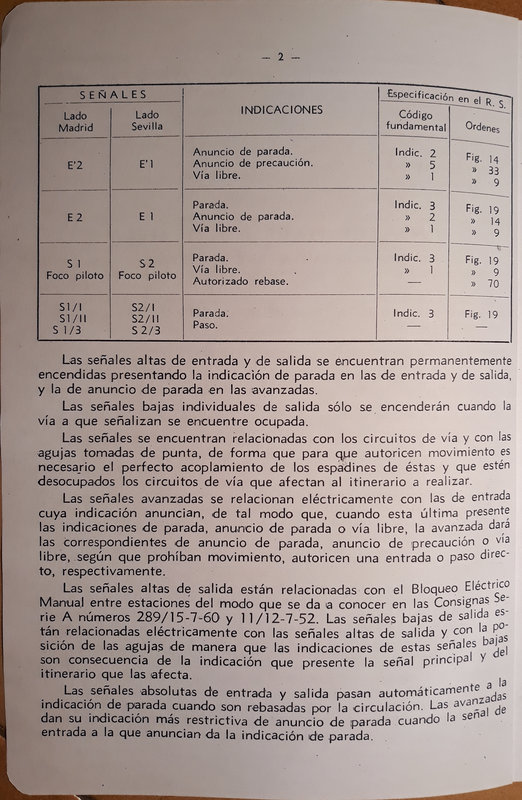 — 2 —
SEÑALES
Especificación en el R. S.
Lado Madrid
Lado Sevilla
INDICACIONES
Código fundamental
Ordenes
E'2 E'1 Anuncio de parada. Indic. 2 Fig. 14
Anuncio de precaución. » 5 » 33
Vía libre. » 1 » 9
E 2 E 1 Parada. Indic. 3 Fig. 19
Anuncio de parada. » 2 » 14
Vía libre. » 1 » 9
S 1 S 2 Parada. Indic. 3 Fig. 19
Foco piloto Foco piloto Vía libre. » 1 » 9
Autorizado rebase. — » 70
S1/I S2/I Parada. Indic. 3 Fig. 19
S1/II S2/II Paso. — —
S 1/3 S 2/3
Las señales altas de entrada y de salida se encuentran permanentemente
encendidas presentando la indicación de parada en las de entrada y de salida,
y la de anuncio de parada en las avanzadas.
Las señales bajas individuales de salida sólo se encenderán cuando la
vía a que señalizan se encuentre ocupada.
Las señales se encuentran relacionadas con los circuitos de vía y con las
agujas tomadas de punta, de forma que para que autoricen movimiento es
necesario el perfecto acoplamiento de los espadines de éstas y que estén
desocupados los circuitos de vía que afectan al itinerario a realizar.
Las señales avanzadas se relacionan eléctricamente con las de entrada
cuya indicación anuncian, de tal modo que, cuando esta última presente
las indicaciones de parada, anuncio de parada o vía libre, la avanzada dará
las correspondientes de anuncio de parada, anuncio de precaución o vía
libre, según que prohíban movimiento, autoricen una entrada o paso direc-
to, respectivamente.
Las señales altas de salida están relacionadas con el Bloqueo Eléctrico
Manual entre estaciones del modo que se da a conocer en las Consignas Se-
rie A números 289/15-7-60 y 11/12-7-52. Las señales bajas de salida es-
tán relacionadas eléctricamente con las señales altas de salida y con la po-
sición de las agujas de manera que las indicaciones de estas señales bajas
son consecuencia de la indicación que presente la señal principal y del
itinerario que las afecta.
Las señales absolutas de entrada y salida pasan automáticamente a la
indicación de parada cuando son rebasadas por la circulación. Las avanzadas
dan su indicación más restrictiva de anuncio de parada cuando la señal de
entrada a la que anuncian da la indicación de parada.